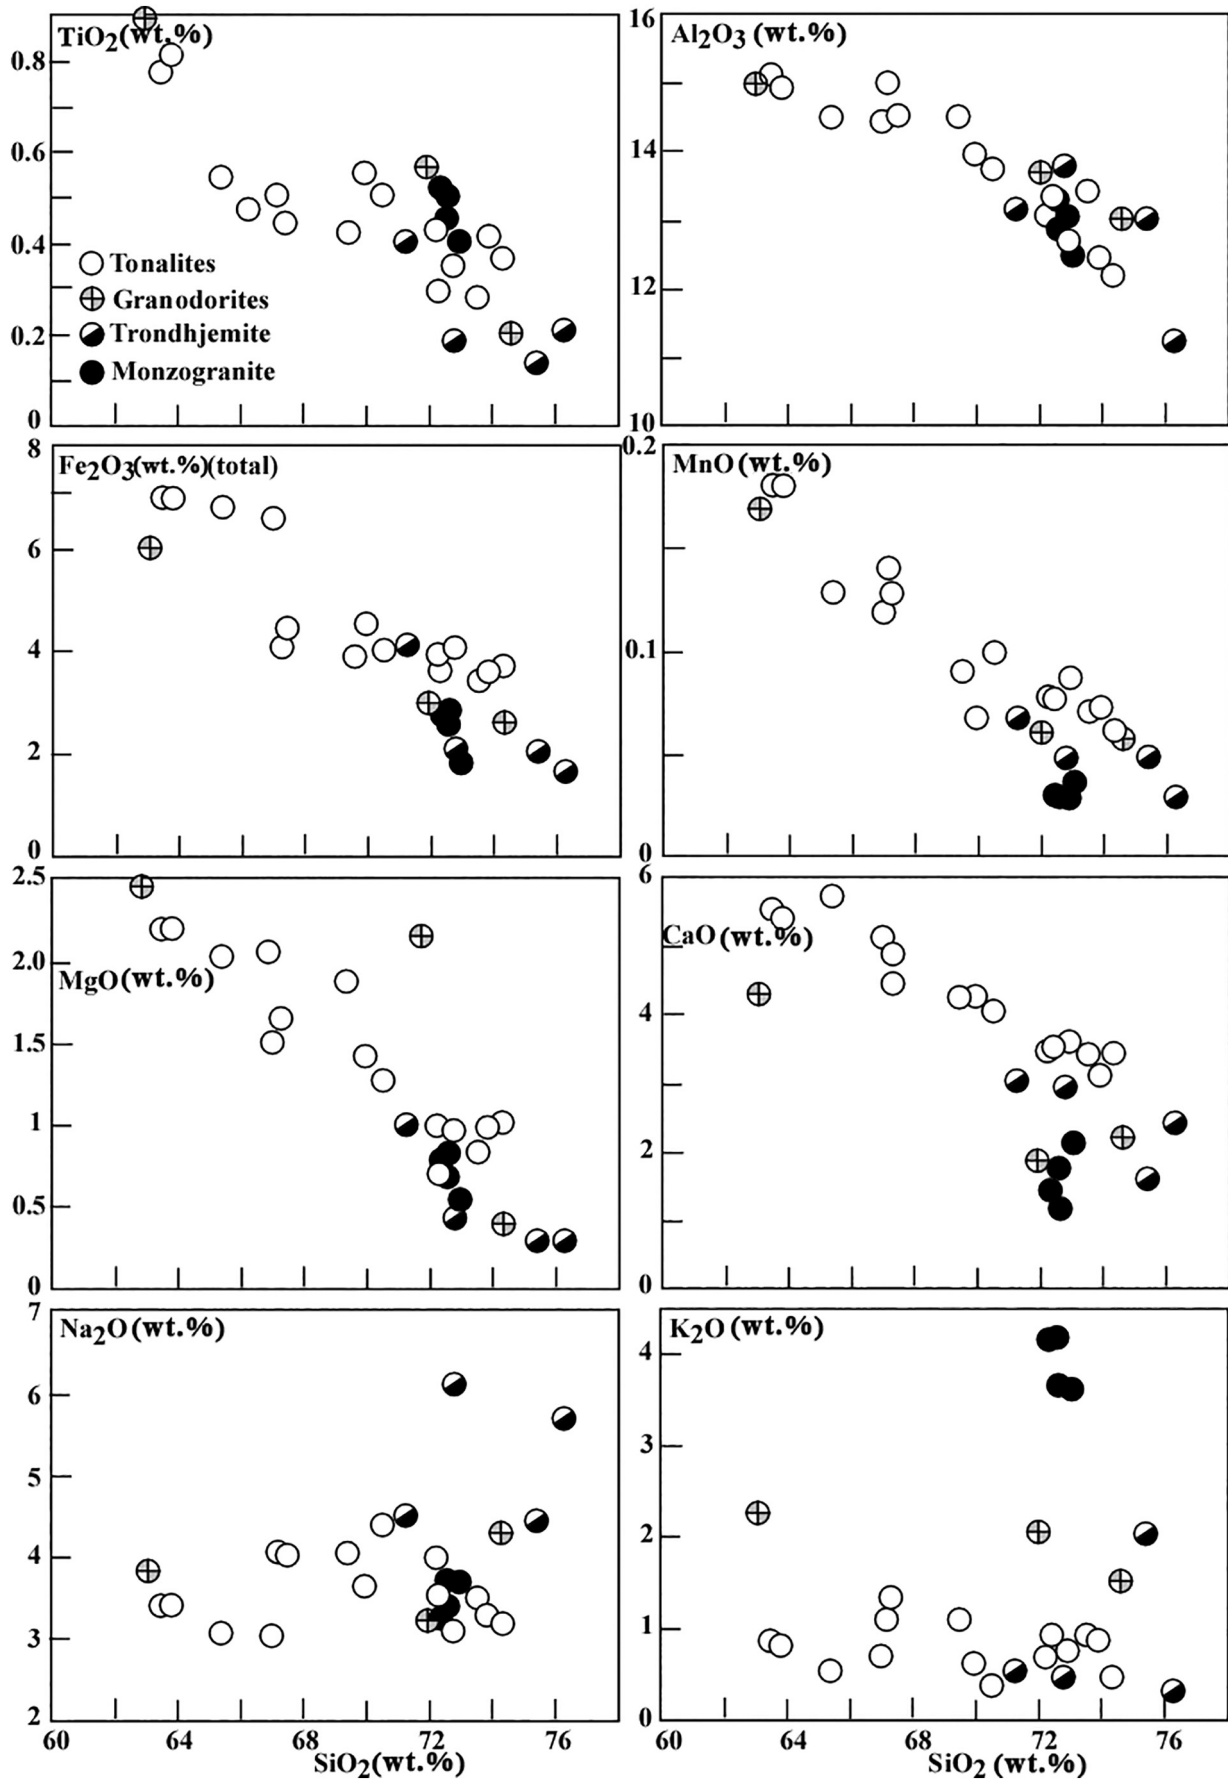 TiO2(wt.%)
0.8
0.6
0.4
0.2
0
Tonalites
Granodorites
Trondhjemite
Monzogranite
Al2O3 (wt.%)
16
14
12
10
Fe2O3(wt.%)(total)
8
6
4
2
0
MnO (wt.%)
0.2
0.1
0
MgO(wt.%)
2.5
2.0
1.5
1
0.5
0
CaO (wt.%)
6
4
2
0
Na2O (wt.%)
7
6
5
4
3
2
60 64 68 72 76
SiO2(wt.%)
K2O (wt.%)
4
3
2
1
0
60 64 68 72 76
SiO2 (wt.%)